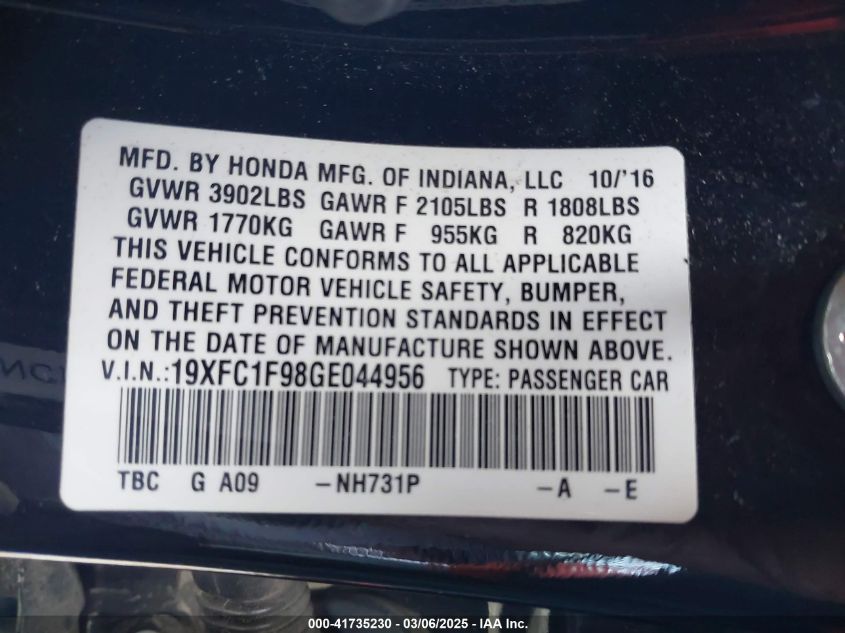 MFD. BY HONDA MFG. OF INDIANA, LLC 10/'16
GVWR 3902LBS GAWR F 2105LBS R 1808LBS
GVWR 1770KG GAWR F 955KG R 820KG
THIS VEHICLE CONFORMS TO ALL APPLICABLE
FEDERAL MOTOR VEHICLE SAFETY, BUMPER,
AND THEFT PREVENTION STANDARDS IN EFFECT
ON THE DATE OF MANUFACTURE SHOWN ABOVE.
V.I.N.:19XFC1F98GE044956 TYPE: PASSENGER CAR
TBC G A09 -NH731P -A -E
000-41735230 - 03/06/2025 - IAA Inc.